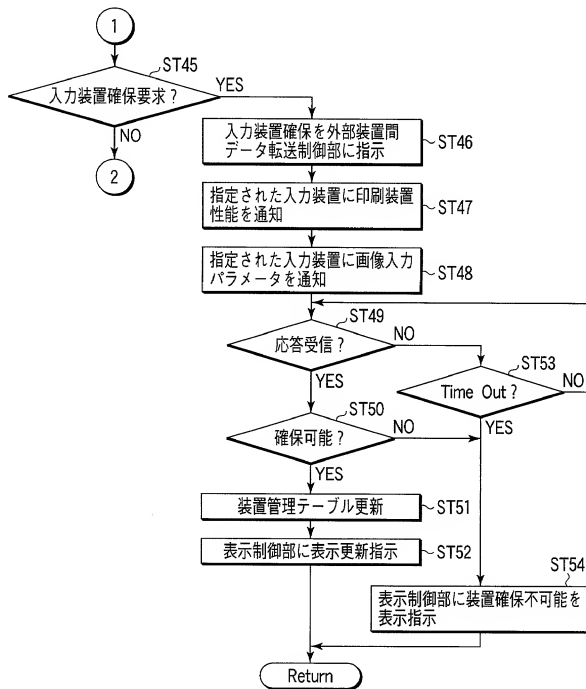 1
ST45
入力装置確保要求?
YES
NO
2
入力装置確保を外部装置間
データ転送制御部に指示
ST46
指定された入力装置に印刷装置
性能を通知
ST47
指定された入力装置に画像入力
パラメータを通知
ST48
ST49
応答受信?
NO
YES
ST53
Time Out?
NO
YES
ST50
確保可能?
NO
YES
装置管理テーブル更新
ST51
表示制御部に表示更新指示
ST52
ST54
表示制御部に装置確保不可能を
表示指示
Return